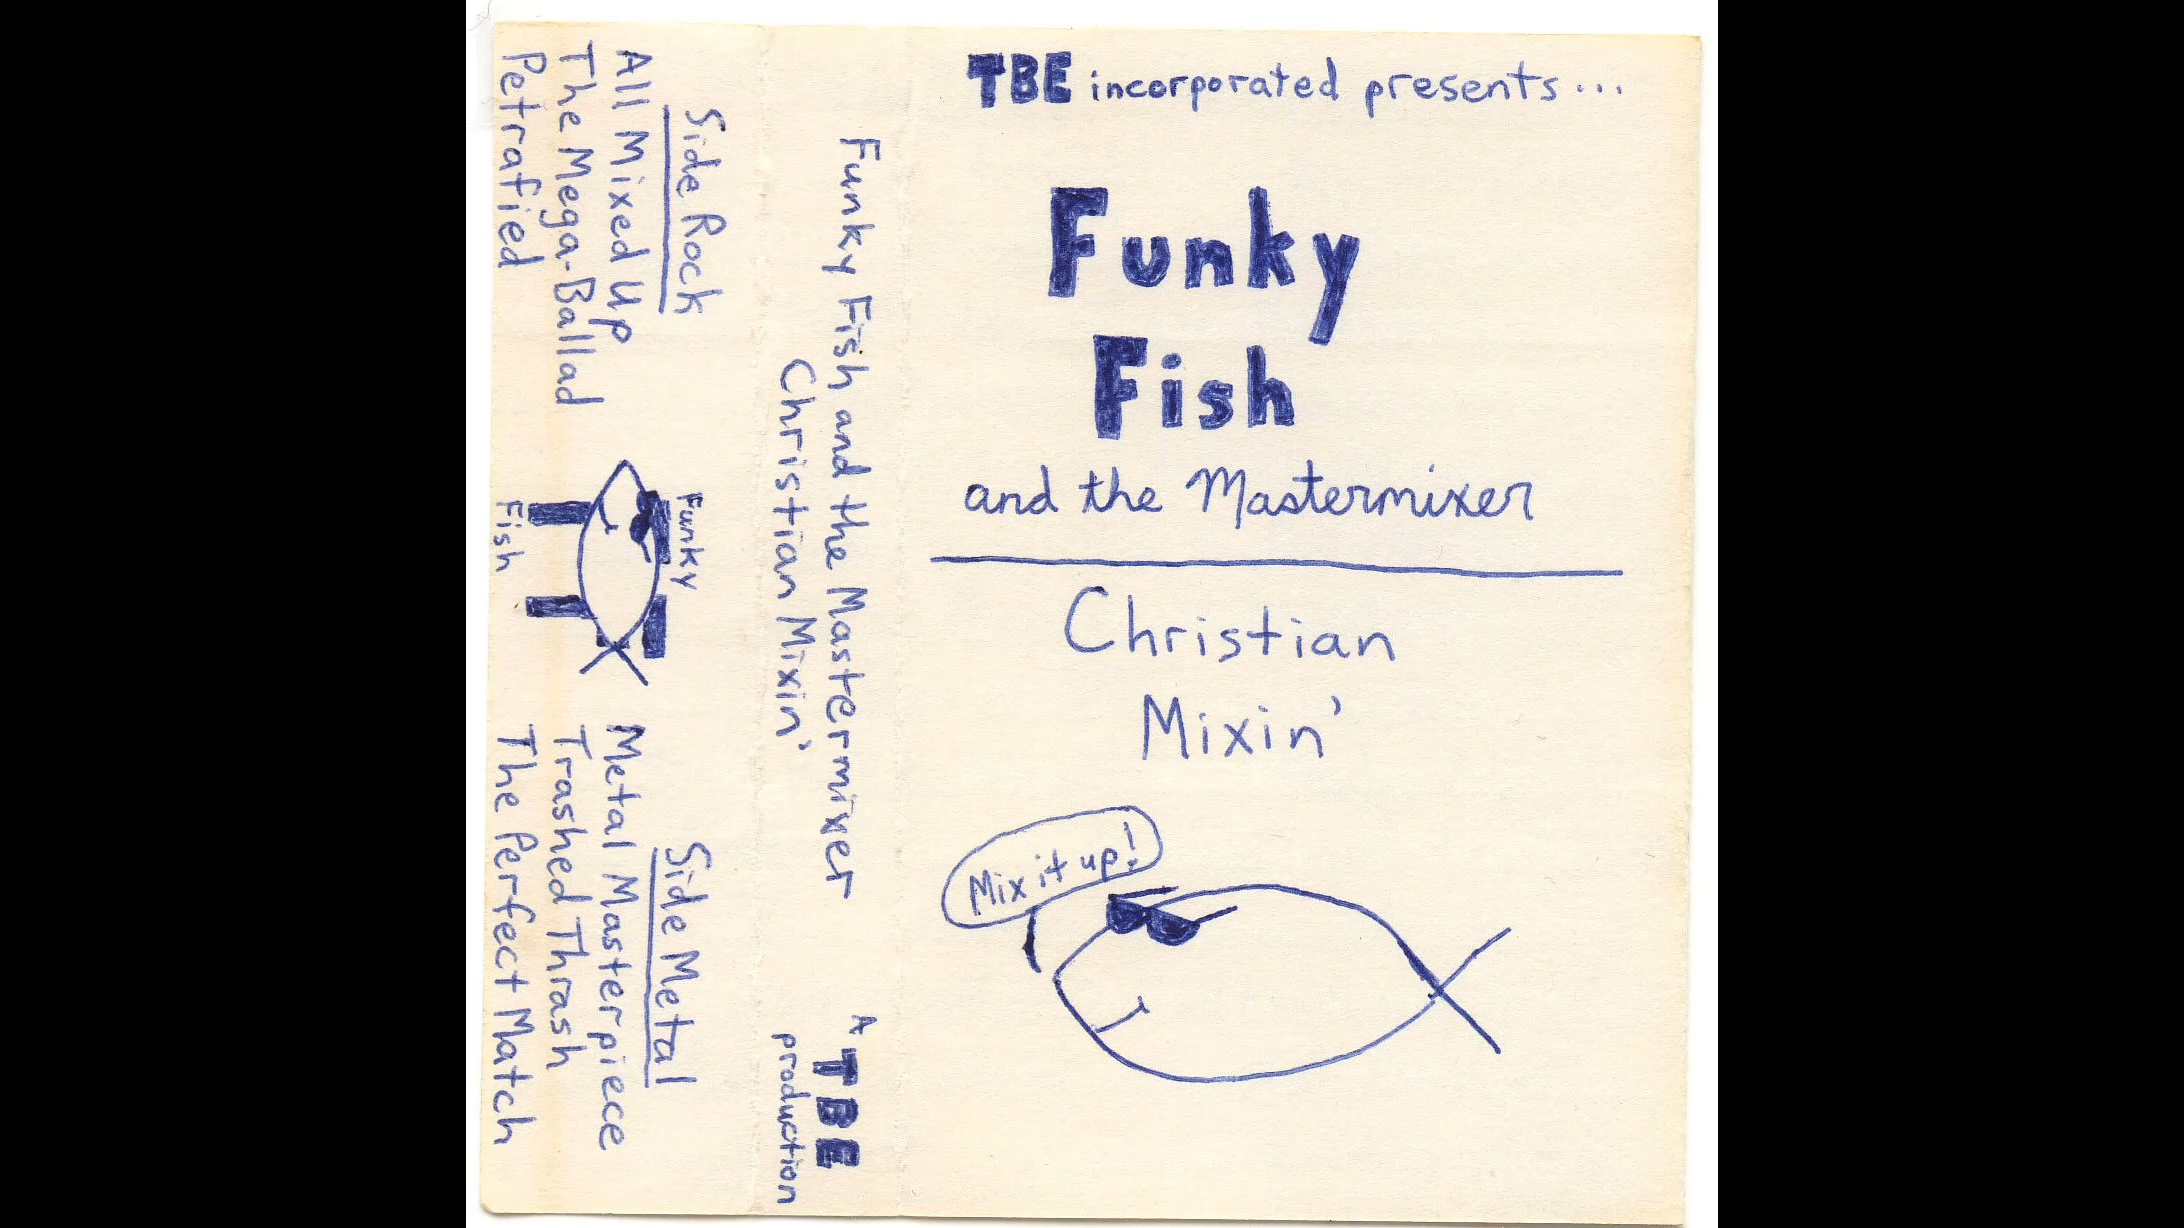 TBE incorporated presents...
Funky
Fish
and the Mastermixer
Christian
Mixin'
Mix it up!
Funky Fish and the Mastermixer
Christian Mixin'
A
TBE
production
Side Rock
All Mixed Up
The Mega-Ballad
Petrafied
Funky
Fish
Side Metal
Metal Masterpiece
Trashed Thrash
The Perfect Match